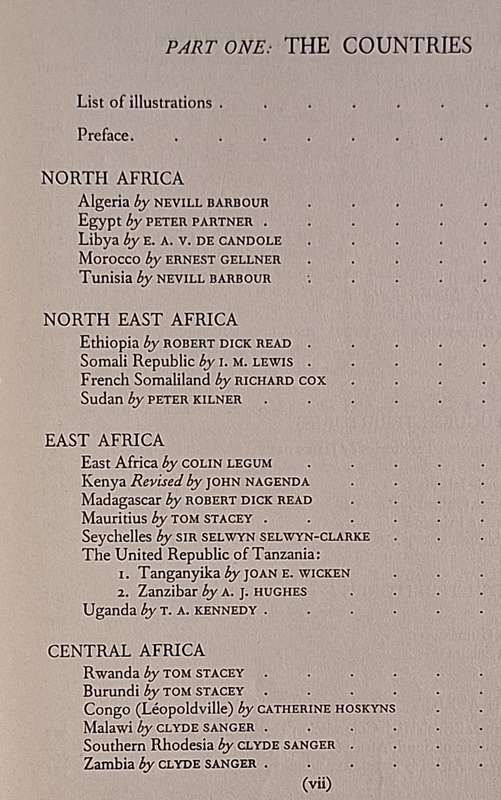 PART ONE: THE COUNTRIES
List of illustrations . . . . . . .
Preface. . . . . . . . .
NORTH AFRICA
Algeria by NEVILL BARBOUR . . . . .
Egypt by PETER PARTNER . . . . . .
Libya by E. A. V. DE CANDOLE . . . . .
Morocco by ERNEST GELLNER . . . . .
Tunisia by NEVILL BARBOUR . . . . .
NORTH EAST AFRICA
Ethiopia by ROBERT DICK READ . . . . .
Somali Republic by I. M. LEWIS . . . . .
French Somaliland by RICHARD COX . . . .
Sudan by PETER KILNER . . . . . .
EAST AFRICA
East Africa by COLIN LEGUM . . . . .
Kenya Revised by JOHN NAGENDA . . . .
Madagascar by ROBERT DICK READ . . . . .
Mauritius by TOM STACEY . . . . . .
Seychelles by SIR SELWYN SELWYN-CLARKE . . .
The United Republic of Tanzania:
1. Tanganyika by JOAN E. WICKEN . . .
2. Zanzibar by A. J. HUGHES . . . .
Uganda by T. A. KENNEDY . . . . . .
CENTRAL AFRICA
Rwanda by TOM STACEY . . . . . .
Burundi by TOM STACEY . . . . . .
Congo (Léopoldville) by CATHERINE HOSKYNS . .
Malawi by CLYDE SANGER . . . . . .
Southern Rhodesia by CLYDE SANGER . . . .
Zambia by CLYDE SANGER . . . . . .
(vii)